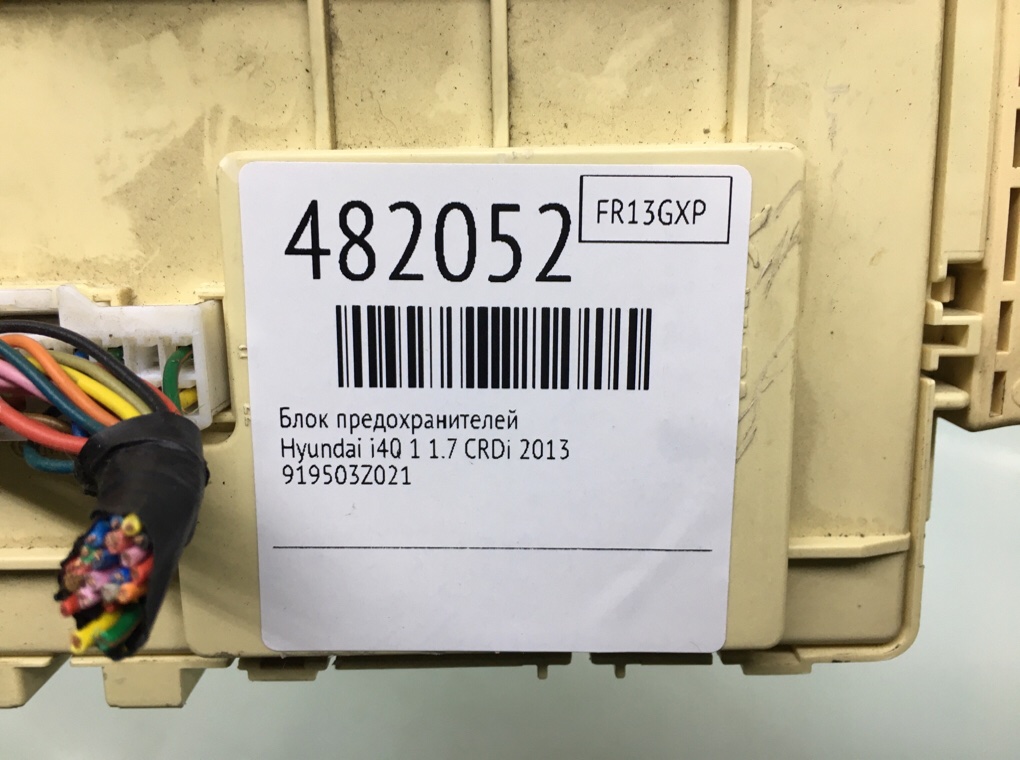 482052
FR13GXP
Блок предохранителей
Hyundai i40 1 1.7 CRDi 2013
919503Z021